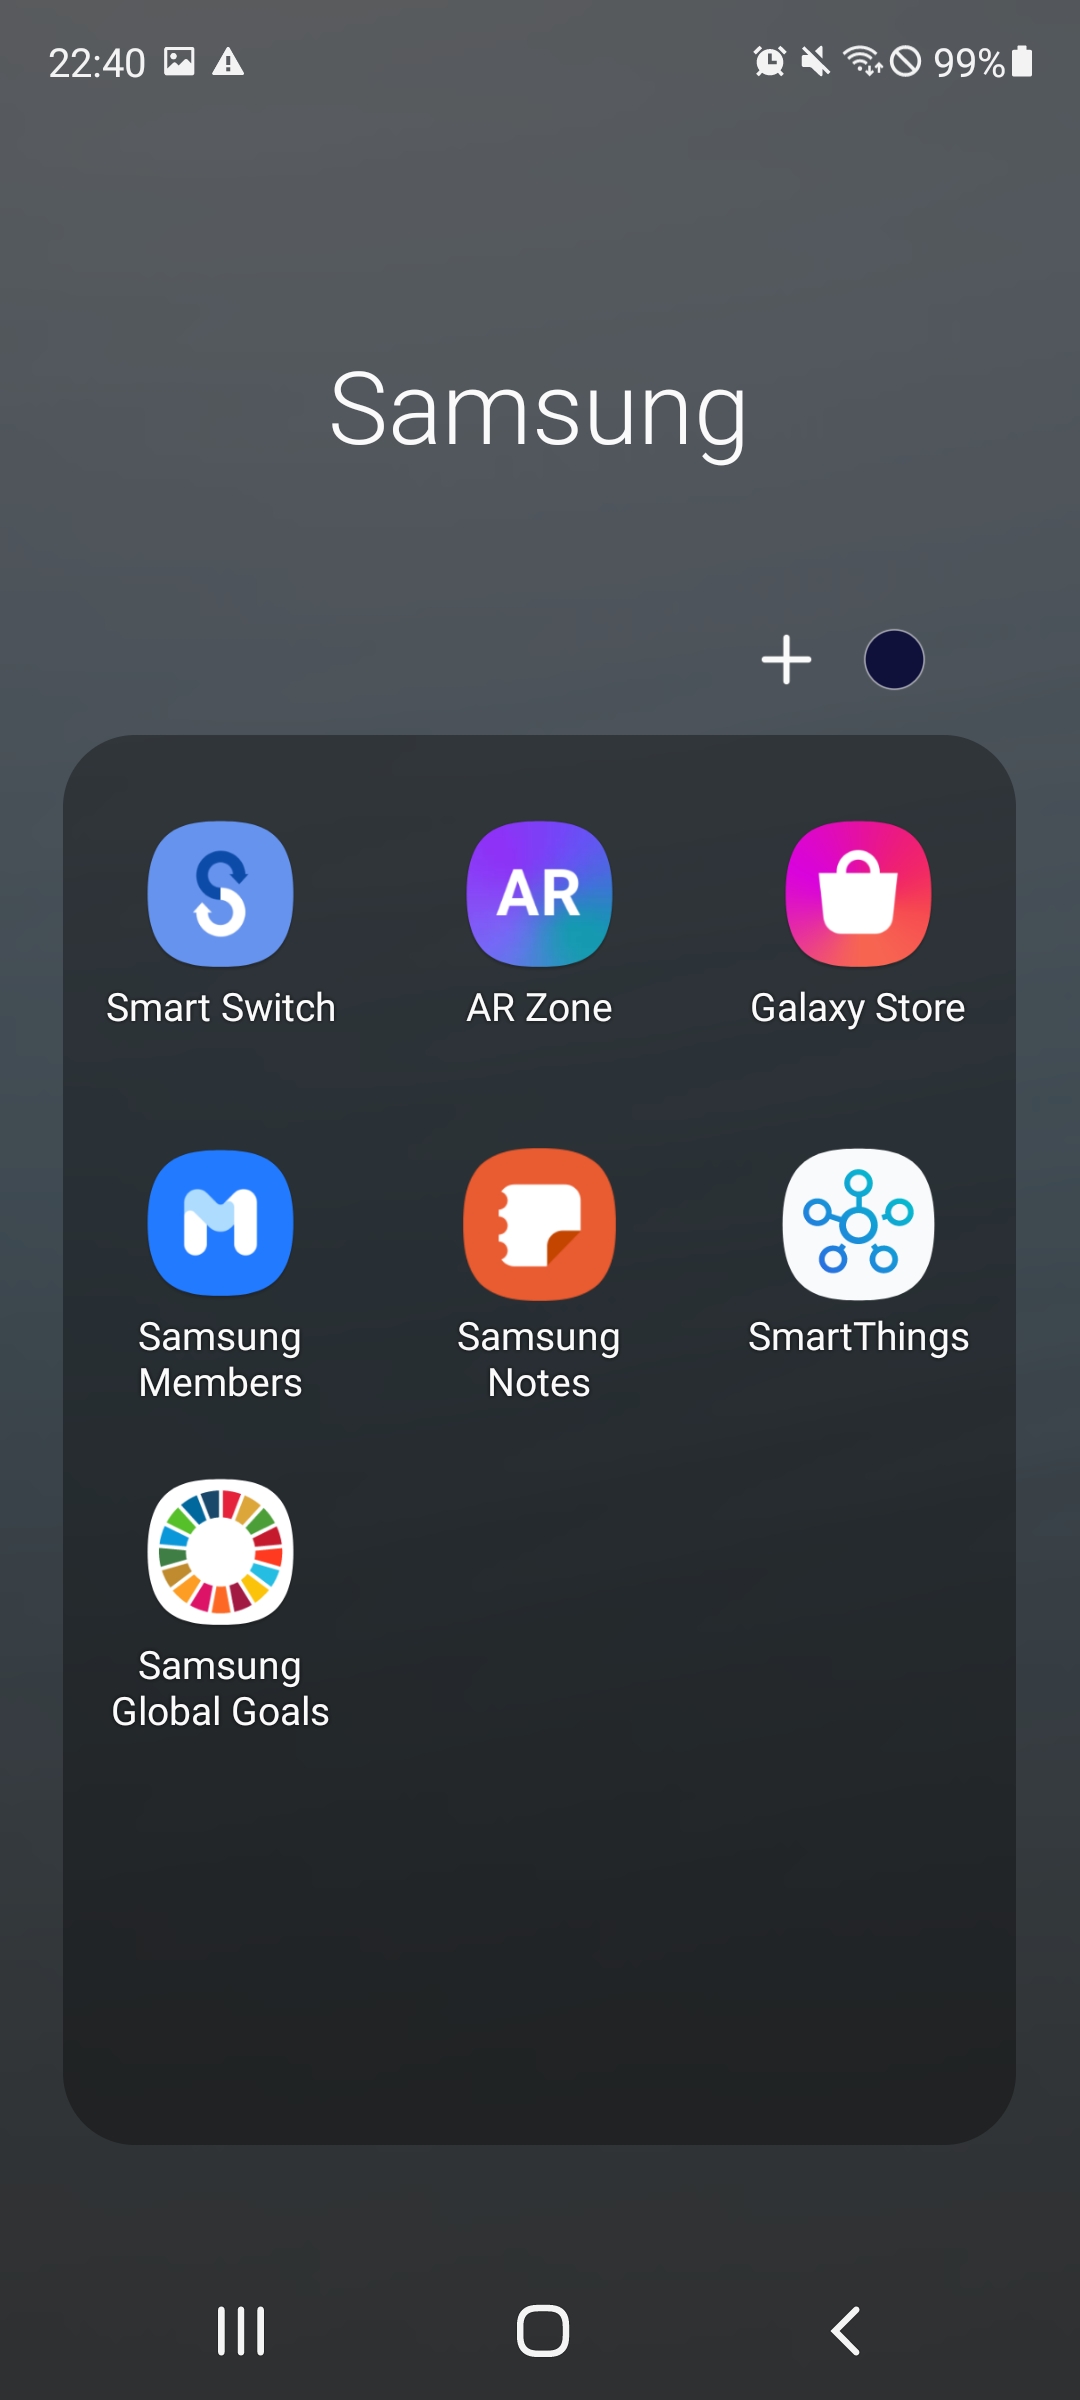 22:40 99%
Samsung
AR
Smart Switch AR Zone Galaxy Store
Samsung Members
Samsung Notes
SmartThings
Samsung Global Goals